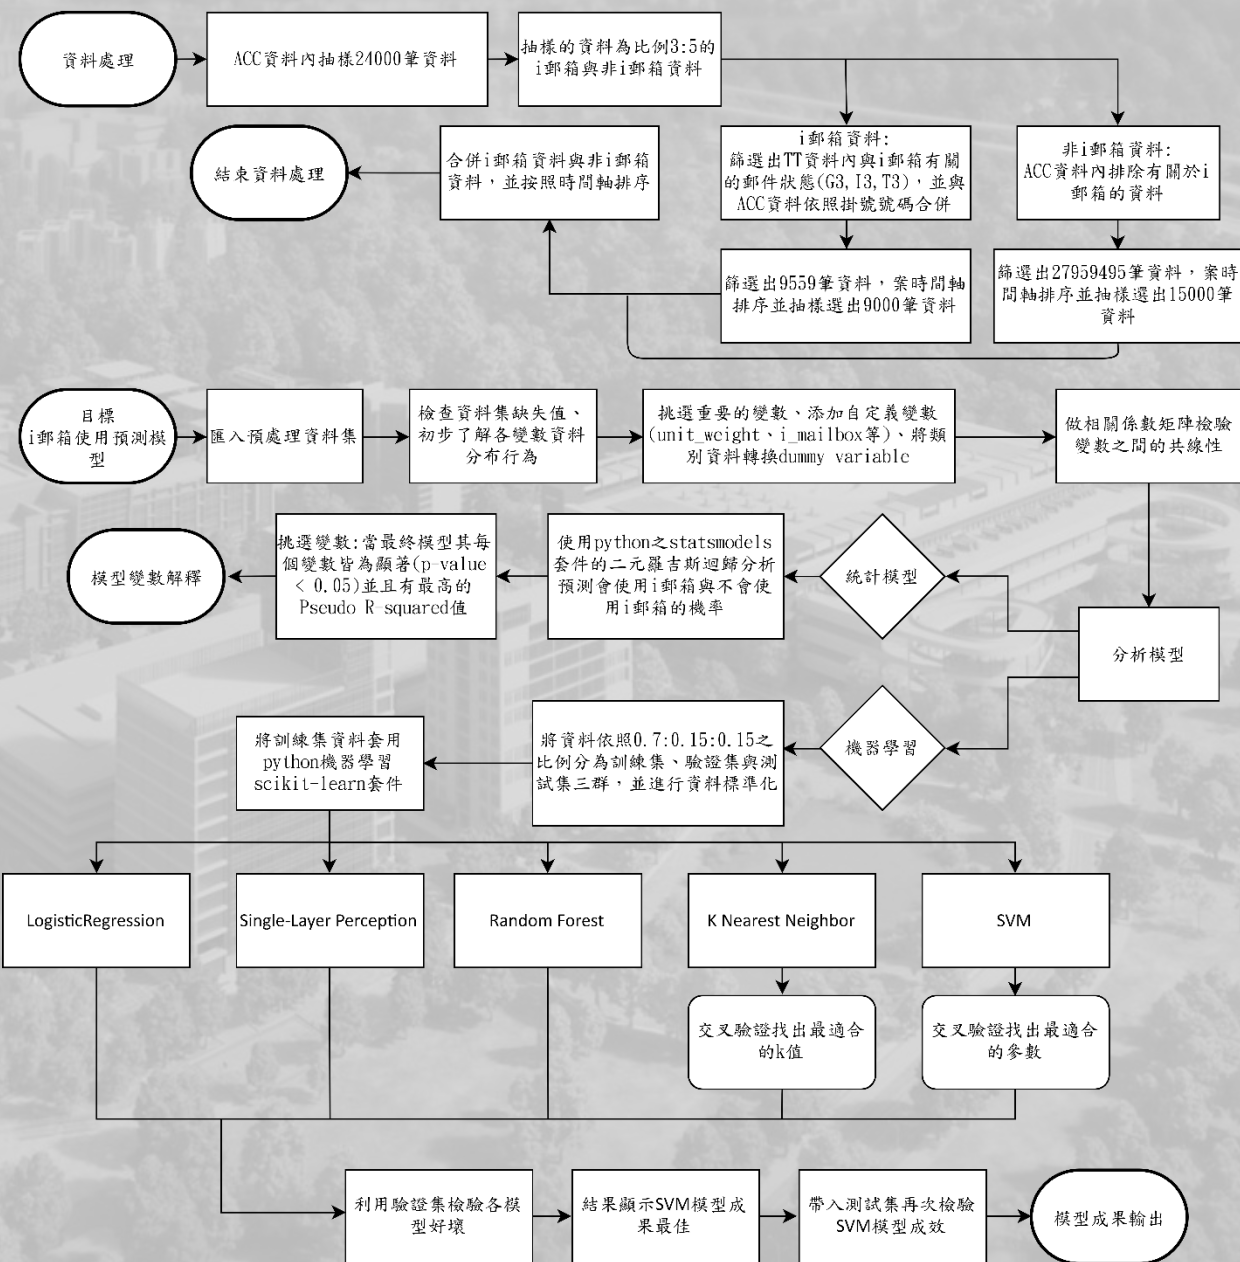 資料處理
ACC資料內抽樣24000筆資料
抽樣的資料為比例3:5的
i郵箱與非i郵箱資料
i郵箱資料:
篩選出TT資料內與i郵箱有關
的郵件狀態(G3,I3,T3)，並與
ACC資料依照掛號號碼合併
非i郵箱資料:
ACC資料內排除有關於i
郵箱的資料
篩選出9559筆資料，案時間軸
排序並抽樣選出9000筆資料
篩選出27959495筆資料，案時
間軸排序並抽樣選出15000筆
資料
合併i郵箱資料與非i郵箱
資料，並按照時間軸排序
結束資料處理
目標
i郵箱使用預測模
型
匯入預處理資料集
檢查資料集缺失值、
初步了解各變數資料
分布行為
挑選重要的變數、添加自定義變數
(unit_weight、i_mailbox等)、將類
別資料轉換dummy variable
做相關係數矩陣檢驗
變數之間的共線性
分析模型
統計模型
使用python之statsmodels
套件的二元羅吉斯迴歸分析
預測會使用i郵箱與不會使
用i郵箱的機率
挑選變數:當最終模型其每
個變數皆為顯著(p-value
< 0.05)並且有最高的
Pseudo R-squared值
模型變數解釋
機器學習
將資料依照0.7:0.15:0.15之
比例分為訓練集、驗證集與測
試集三群，並進行資料標準化
將訓練集資料套用
python機器學習
scikit-learn套件
LogisticRegression
Single-Layer Perception
Random Forest
K Nearest Neighbor
SVM
交叉驗證找出最適合
的k值
交叉驗證找出最適合
的參數
利用驗證集檢驗各模
型好壞
結果顯示SVM模型成
果最佳
帶入測試集再次檢驗
SVM模型成效
模型成果輸出